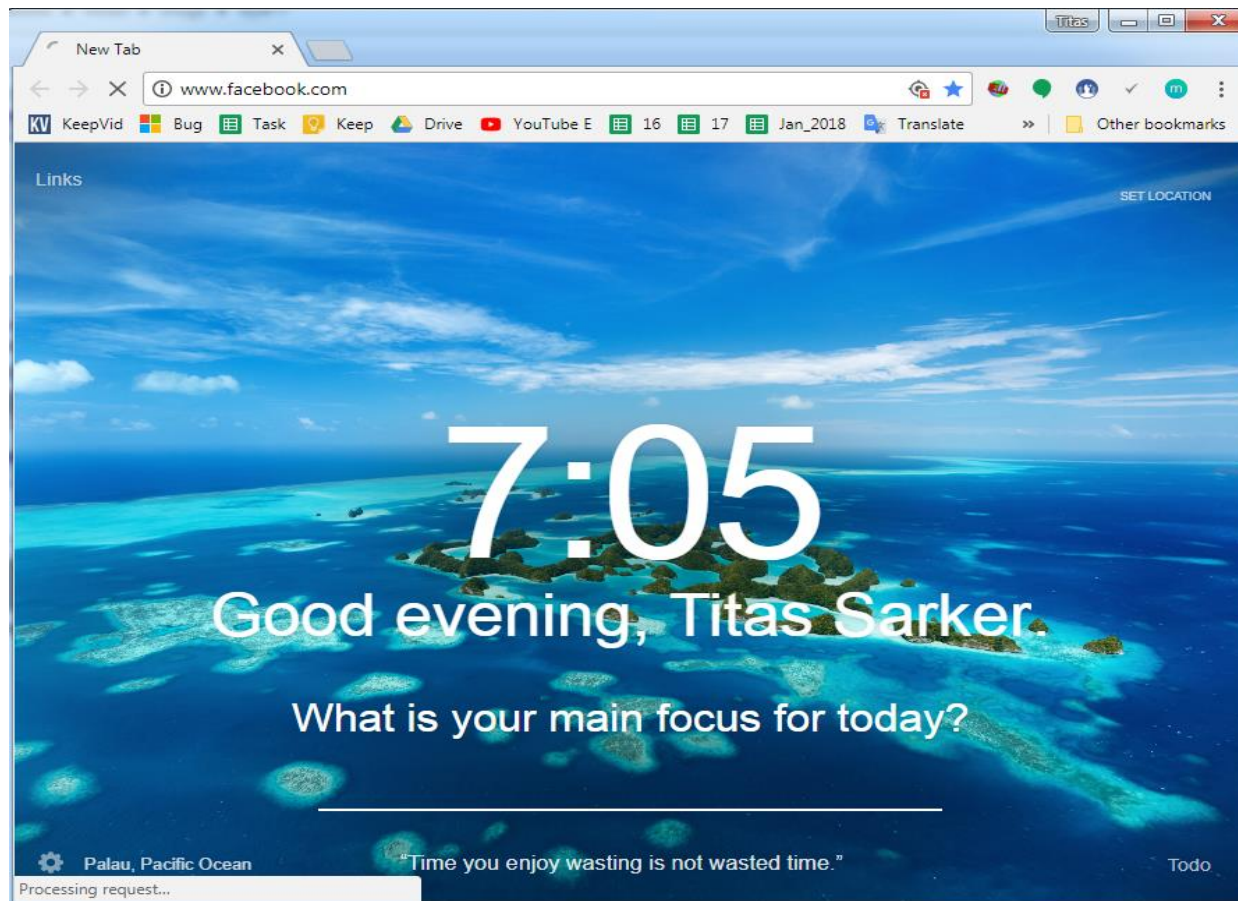 Titas
New Tab
www.facebook.com
KeepVid Bug Task Keep Drive YouTube E 16 17 Jan_2018 Translate » Other bookmarks
Links
SET LOCATION
7:05
Good evening, Titas Sarker.
What is your main focus for today?
Palau, Pacific Ocean
“Time you enjoy wasting is not wasted time.”
Todo
Processing request...